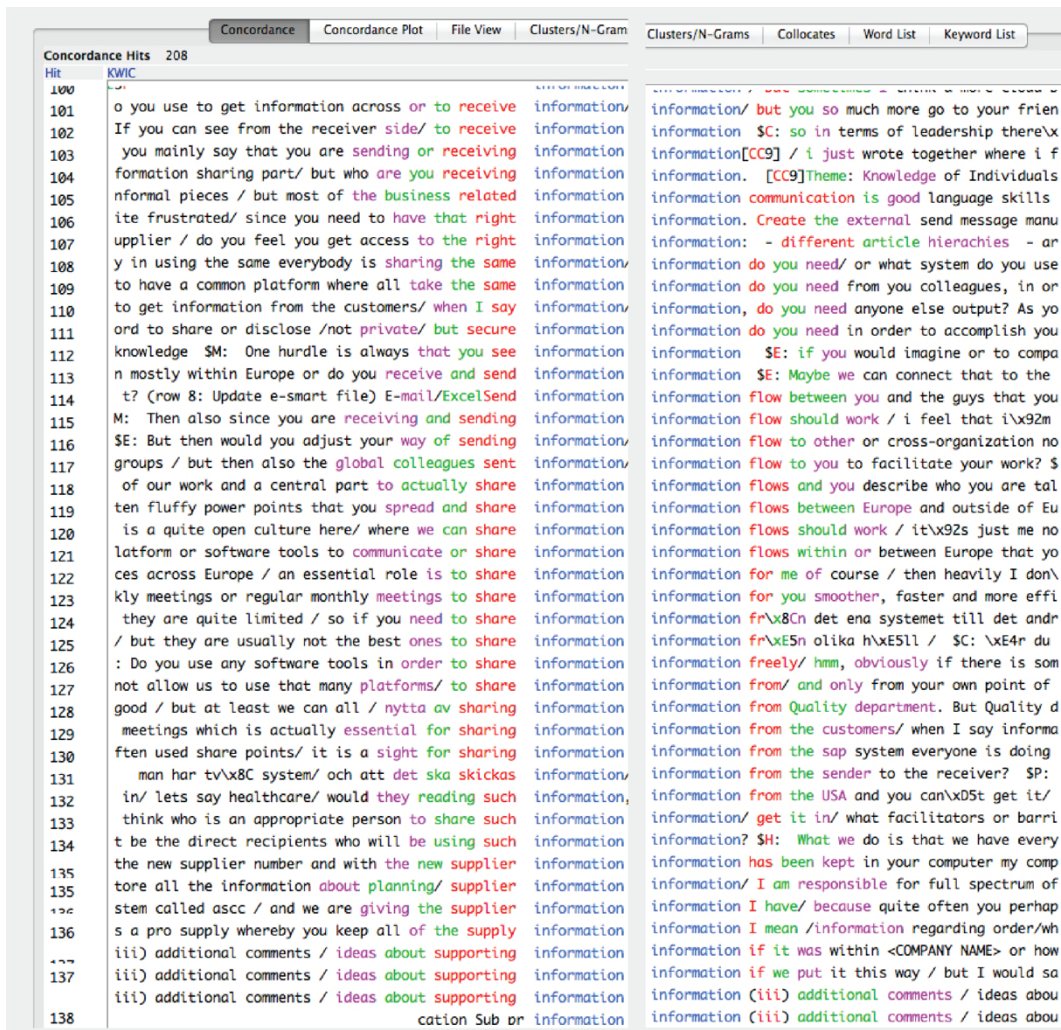 Concordance Concordance Plot File View Clusters/N-Gram
Concordance Hits 208
Hit KWIC
100
101 o you use to get information across or to receive information/
102 If you can see from the receiver side/ to receive information
103 you mainly say that you are sending or receiving information
104 formation sharing part/ but who are you receiving information
105 nformal pieces / but most of the business related information
106 ite frustrated/ since you need to have that right information
107 upplier / do you feel you get access to the right information
108 y in using the same everybody is sharing the same information/
109 to have a common platform where all take the same information
110 to get information from the customers/ when I say information
111 ord to share or disclose /not private/ but secure information
112 knowledge $M: One hurdle is always that you see information
113 n mostly within Europe or do you receive and send information
114 t? (row 8: Update e-smart file) E-mail/ExcelSend information
115 M: Then also since you are receiving and sending information
116 $E: But then would you adjust your way of sending information/
117 groups / but then also the global colleagues sent information/
118 of our work and a central part to actually share information
119 ten fluffy power points that you spread and share information
120 is a quite open culture here/ where we can share information
121 latform or software tools to communicate or share information
122 ces across Europe / an essential role is to share information
123 kly meetings or regular monthly meetings to share information
124 they are quite limited / so if you need to share information
125 / but they are usually not the best ones to share information
126 : Do you use any software tools in order to share information
127 not allow us to use that many platforms/ to share information
128 good / but at least we can all / nytta av sharing information
129 meetings which is actually essential for sharing information
130 ften used share points/ it is a sight for sharing information
131 man har tv\x8C system/ och att det ska skickas information/
132 in/ lets say healthcare/ would they reading such information,
133 think who is an appropriate person to share such information
134 t be the direct recipients who will be using such information
135 the new supplier number and with the new supplier information
135 tore all the information about planning/ supplier information
stem called ascc / and we are giving the supplier information
136 s a pro supply whereby you keep all of the supply information
iii) additional comments / ideas about supporting information
137 iii) additional comments / ideas about supporting information
iii) additional comments / ideas about supporting information
138 cation Sub pr information
Clusters/N-Grams Collocates Word List Keyword List
information/ but you so much more go to your frien
information $C: so in terms of leadership there\x
information[CC9] / i just wrote together where i f
information. [CC9]Theme: Knowledge of Individuals
information communication is good language skills
information. Create the external send message manu
information: - different article hierachies - ar
information do you need/ or what system do you use
information do you need from you colleagues, in or
information, do you need anyone else output? As yo
information do you need in order to accomplish you
information $E: if you would imagine or to compa
information $E: Maybe we can connect that to the
information flow between you and the guys that you
information flow should work / i feel that i\x9Zm
information flow to other or cross-organization no
information flow to you to facilitate your work? $
information flows and you describe who you are tal
information flows between Europe and outside of Eu
information flows should work / it\x9Zs just me no
information flows within or between Europe that yo
information for me of course / then heavily I don\
information for you smoother, faster and more effi
information fr\x8Cn det ena systemet till det andr
information fr\xE5n olika h\xE5ll / $C: \xE4r du
information freely/ hmm, obviously if there is som
information from/ and only from your own point of
information from Quality department. But Quality d
information from the customers/ when I say informa
information from the sap system everyone is doing
information from the sender to the receiver? $P:
information from the USA and you can\xD5t get it/
information/ get it in/ what facilitators or barri
information? $H: What we do is that we have every
information has been kept in your computer my comp
information/ I am responsible for full spectrum of
information I have/ because quite often you perhap
information I mean /information regarding order/wh
information if it was within <COMPANY NAME> or how
information if we put it this way / but I would sa
information (iii) additional comments / ideas abou
information (iii) additional comments / ideas abou